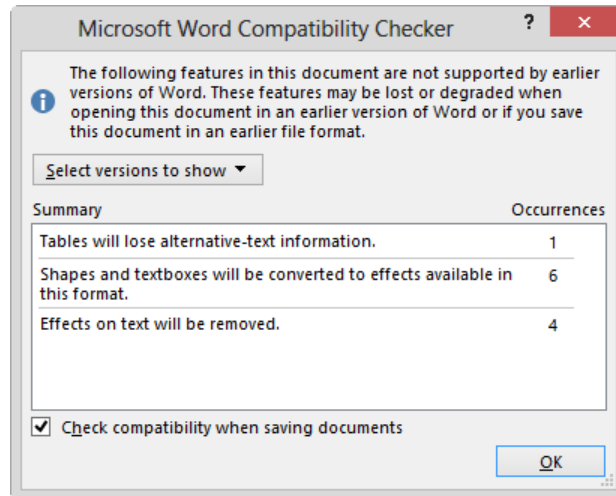 Microsoft Word Compatibility Checker
?
The following features in this document are not supported by earlier
versions of Word. These features may be lost or degraded when
opening this document in an earlier version of Word or if you save
this document in an earlier file format.
Select versions to show
Summary Occurrences
Tables will lose alternative-text information. 1
Shapes and textboxes will be converted to effects available in 6
this format.
Effects on text will be removed. 4
Check compatibility when saving documents
OK